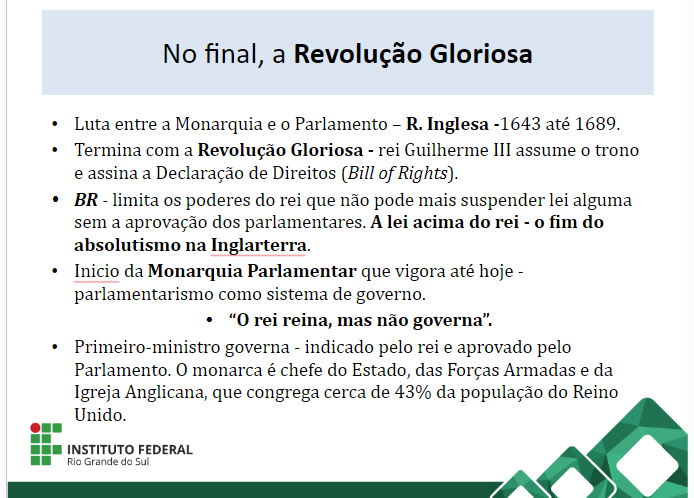 No final, a Revolução Gloriosa
• Luta entre a Monarquia e o Parlamento – R. Inglesa -1643 até 1689.
• Termina com a Revolução Gloriosa - rei Guilherme III assume o trono
e assina a Declaração de Direitos (Bill of Rights).
• BR - limita os poderes do rei que não pode mais suspender lei alguma
sem a aprovação dos parlamentares. A lei acima do rei - o fim do
absolutismo na Inglarterra.
• Inicio da Monarquia Parlamentar que vigora até hoje -
parlamentarismo como sistema de governo.
• “O rei reina, mas não governa”.
• Primeiro-ministro governa - indicado pelo rei e aprovado pelo
Parlamento. O monarca é chefe do Estado, das Forças Armadas e da
Igreja Anglicana, que congrega cerca de 43% da população do Reino
Unido.
INSTITUTO FEDERAL
Rio Grande do Sul